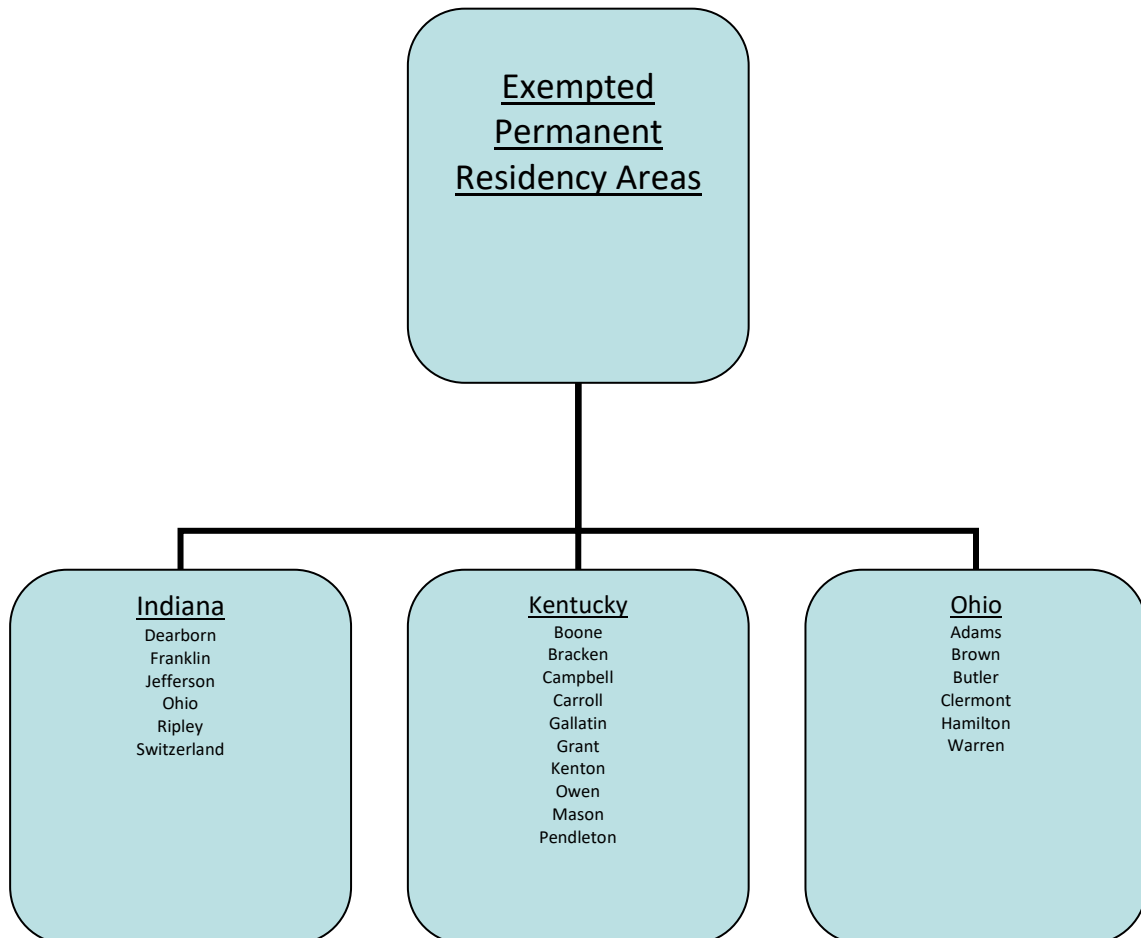 Exempted
Permanent
Residency Areas
Indiana
Dearborn
Franklin
Jefferson
Ohio
Ripley
Switzerland
Kentucky
Boone
Bracken
Campbell
Carroll
Gallatin
Grant
Kenton
Owen
Mason
Pendleton
Ohio
Adams
Brown
Butler
Clermont
Hamilton
Warren